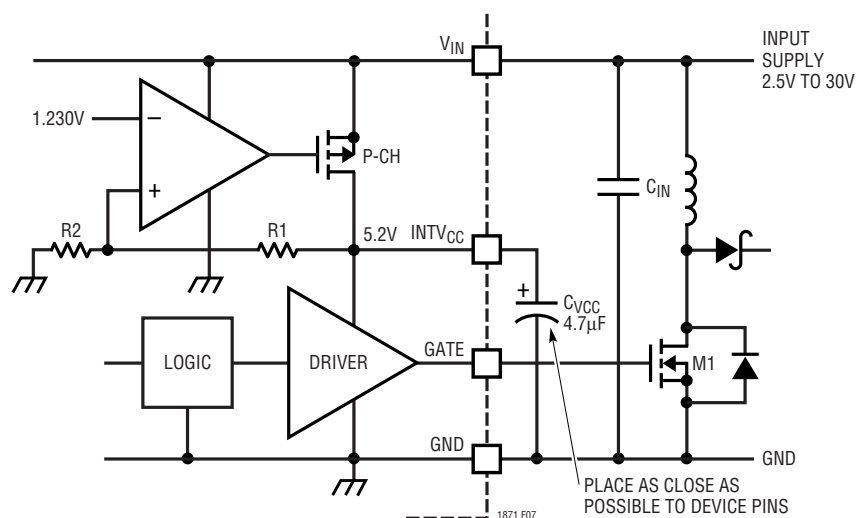 V_IN
INPUT
SUPPLY
2.5V TO 30V
1.230V
−
+
P-CH
C_IN
R2
R1
5.2V
INTV_CC
+
C_VCC
4.7µF
LOGIC
DRIVER
GATE
M1
GND
GND
PLACE AS CLOSE AS
POSSIBLE TO DEVICE PINS
1871 F07